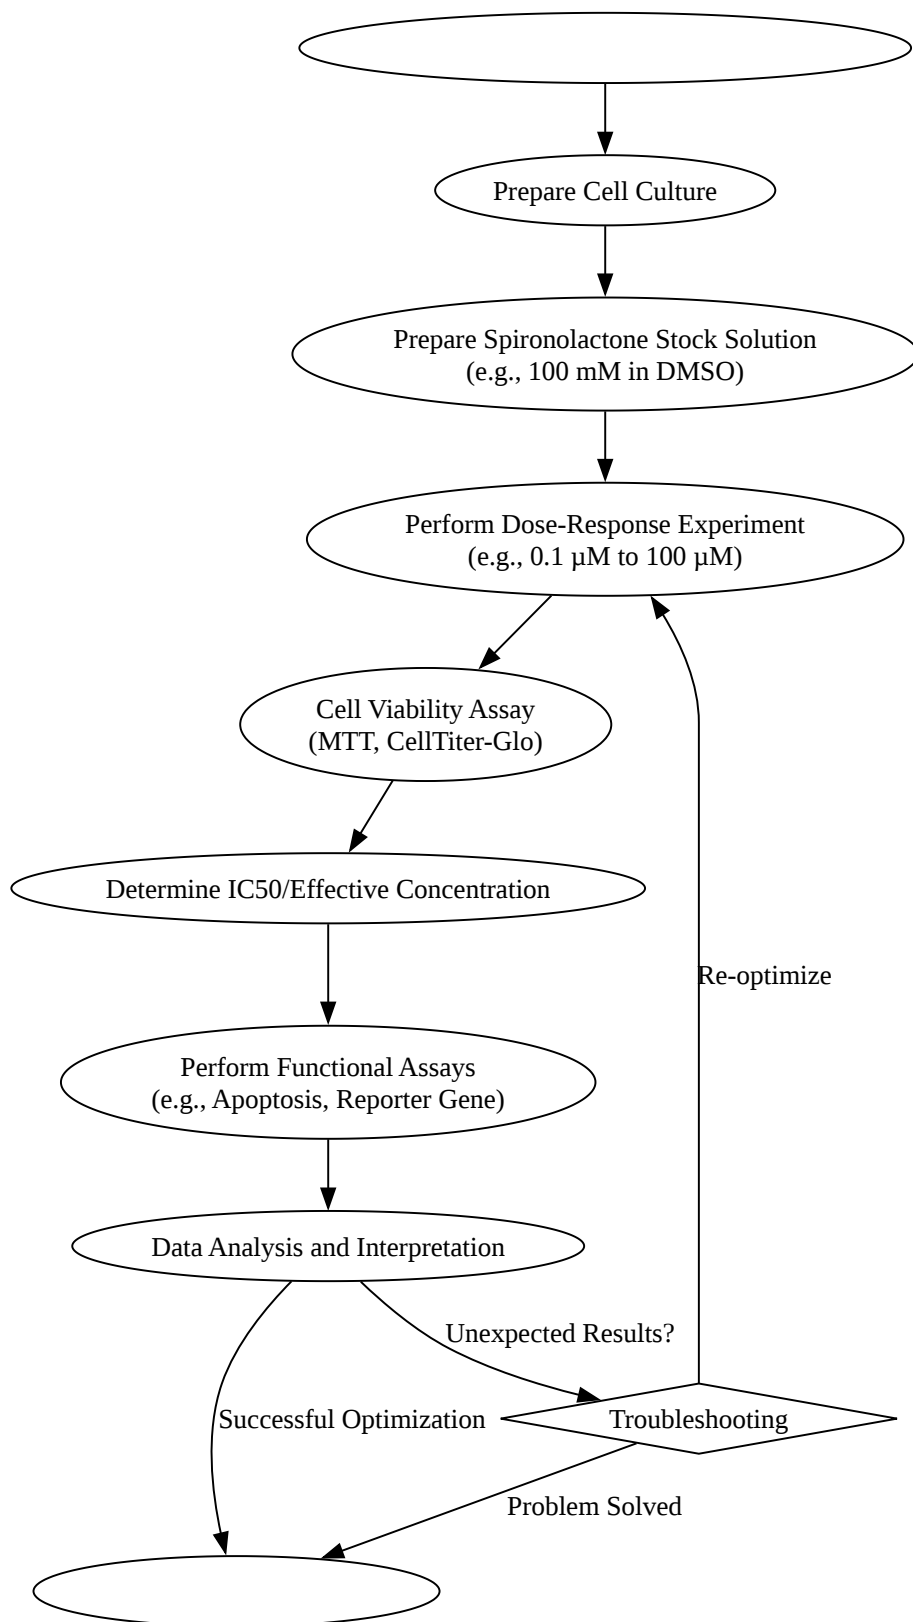 Prepare Cell Culture
Prepare Spironolactone Stock Solution
(e.g., 100 mM in DMSO)
Perform Dose-Response Experiment
(e.g., 0.1 µM to 100 µM)
Cell Viability Assay
(MTT, CellTiter-Glo)
Determine IC50/Effective Concentration
Re-optimize
Perform Functional Assays
(e.g., Apoptosis, Reporter Gene)
Data Analysis and Interpretation
Unexpected Results?
Successful Optimization
Troubleshooting
Problem Solved